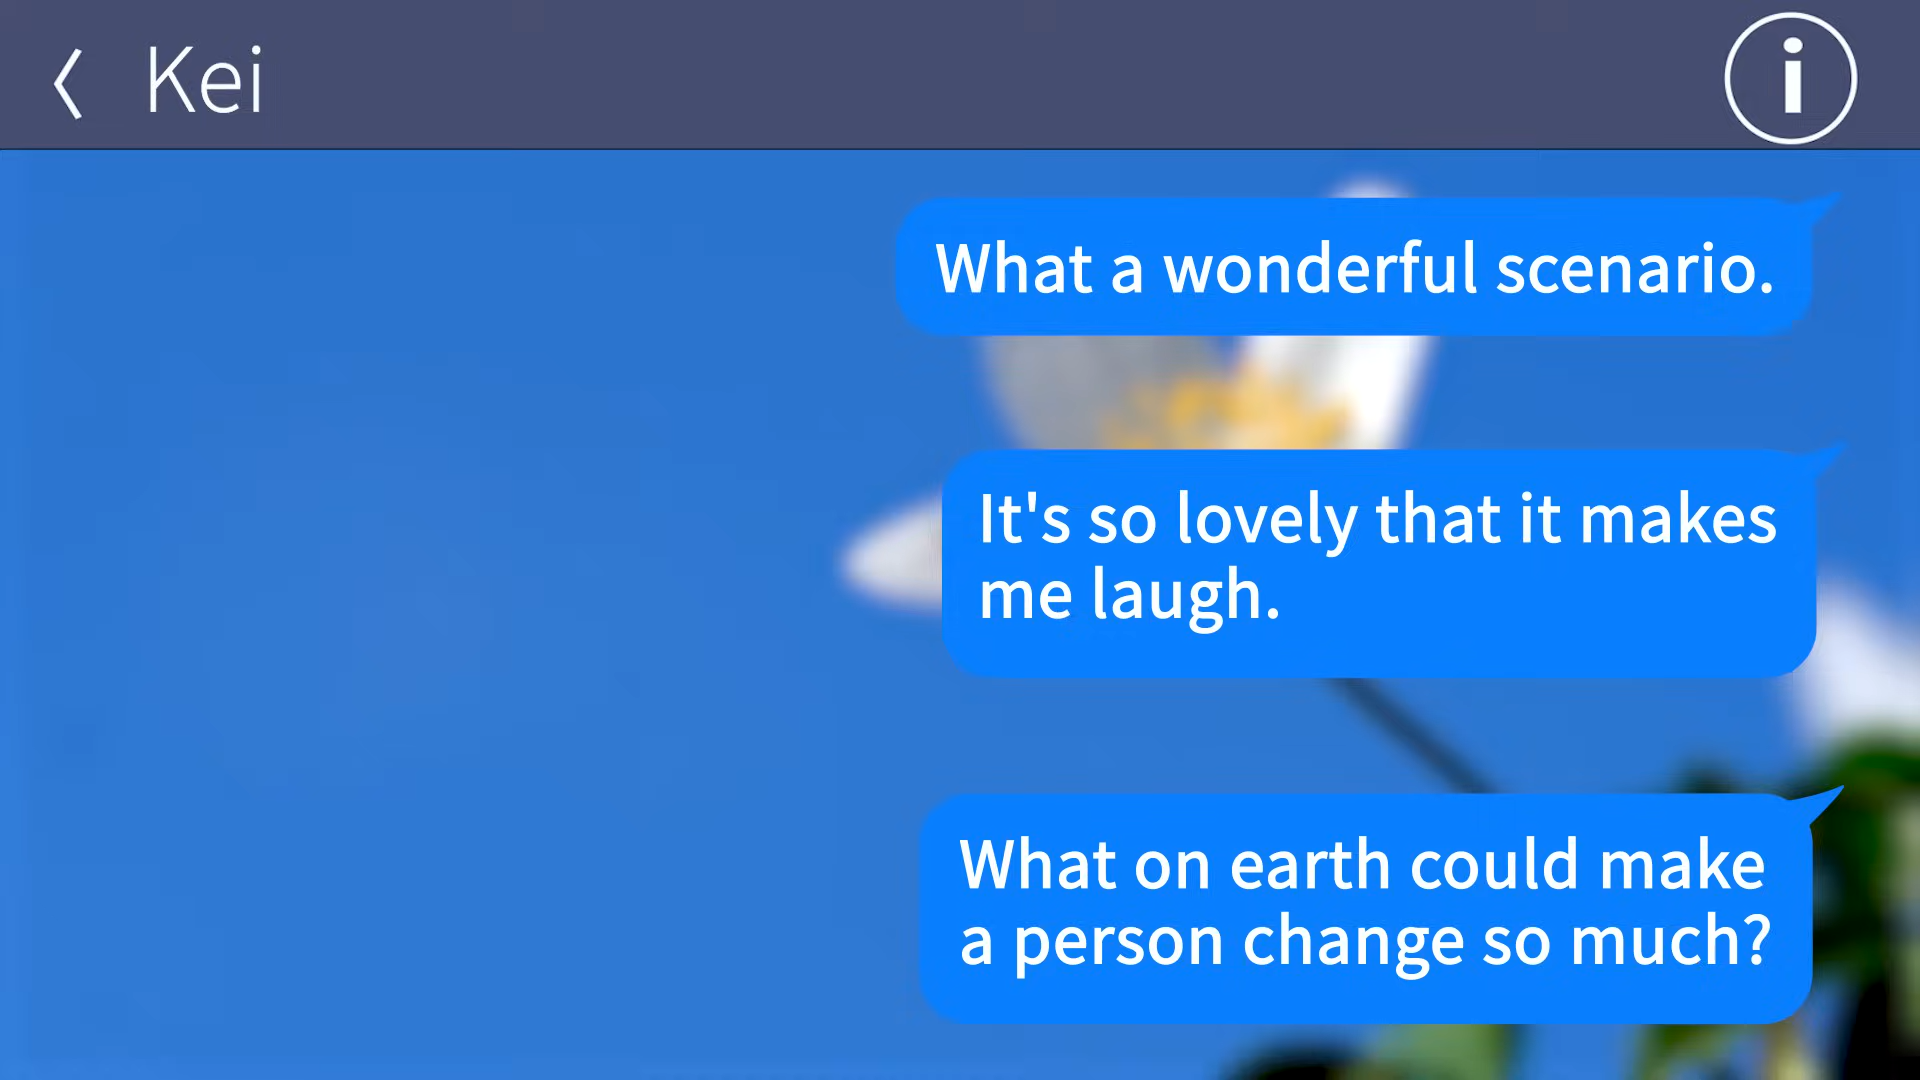 Kei
What a wonderful scenario.
It's so lovely that it makes
me laugh.
What on earth could make
a person change so much?